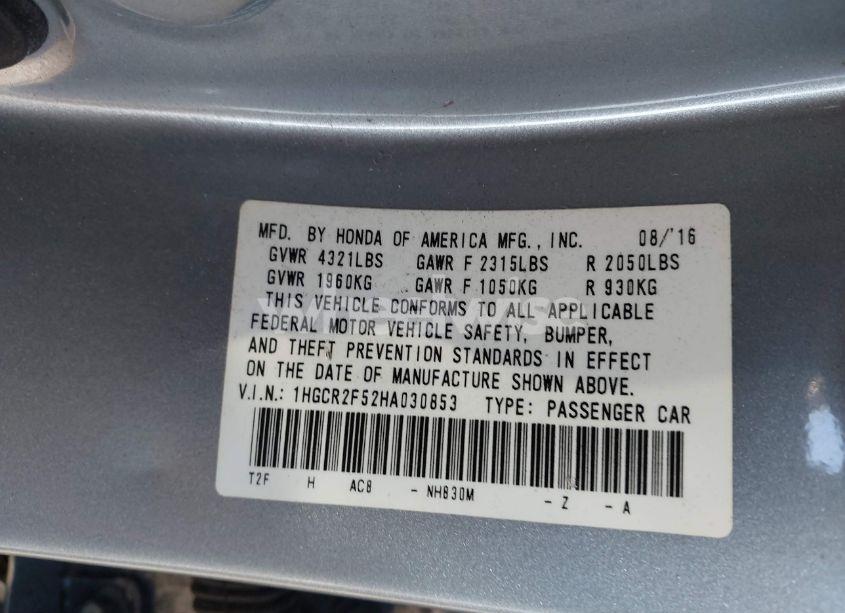 MFD. BY HONDA OF AMERICA MFG., INC. 08/'16
GVWR 4321LBS GAWR F 2315LBS R 2050LBS
GVWR 1960KG GAWR F 1050KG R 930KG
THIS VEHICLE CONFORMS TO ALL APPLICABLE
FEDERAL MOTOR VEHICLE SAFETY, BUMPER,
AND THEFT PREVENTION STANDARDS IN EFFECT
ON THE DATE OF MANUFACTURE SHOWN ABOVE.
V.I.N.: 1HGCR2F52HA030853 TYPE: PASSENGER CAR
T2F H AC8 - NH830M - Z - A